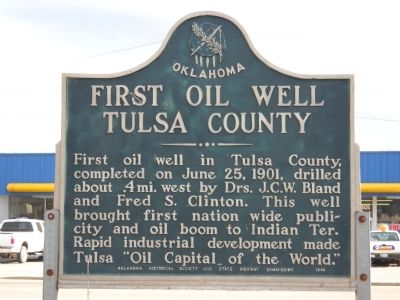 OKLAHOMA
FIRST OIL WELL
TULSA COUNTY
First oil well in Tulsa County,
completed on June 25, 1901, drilled
about .4 mi. west by Drs. J.C.W. Bland
and Fred S. Clinton. This well
brought first nation wide publi-
city and oil boom to Indian Ter.
Rapid industrial development made
Tulsa "Oil Capital of the World."
OKLAHOMA HISTORICAL SOCIETY AND STATE HIGHWAY COMMISSION